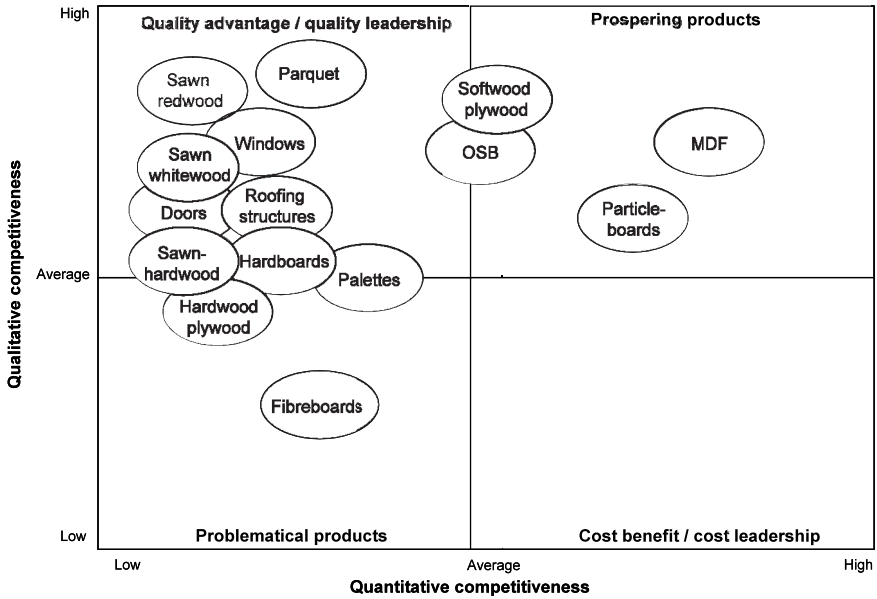 High
Quality advantage / quality leadership
Prospering products
Sawn
redwood
Parquet
Softwood
plywood
Windows
OSB
MDF
Sawn
whitewood
Doors
Roofing
structures
Particle-
boards
Sawn-
hardwood
Hardboards
Palettes
Average
Hardwood
plywood
Fibreboards
Qualitative competitiveness
Low
Problematical products
Cost benefit / cost leadership
Low
Average
High
Quantitative competitiveness